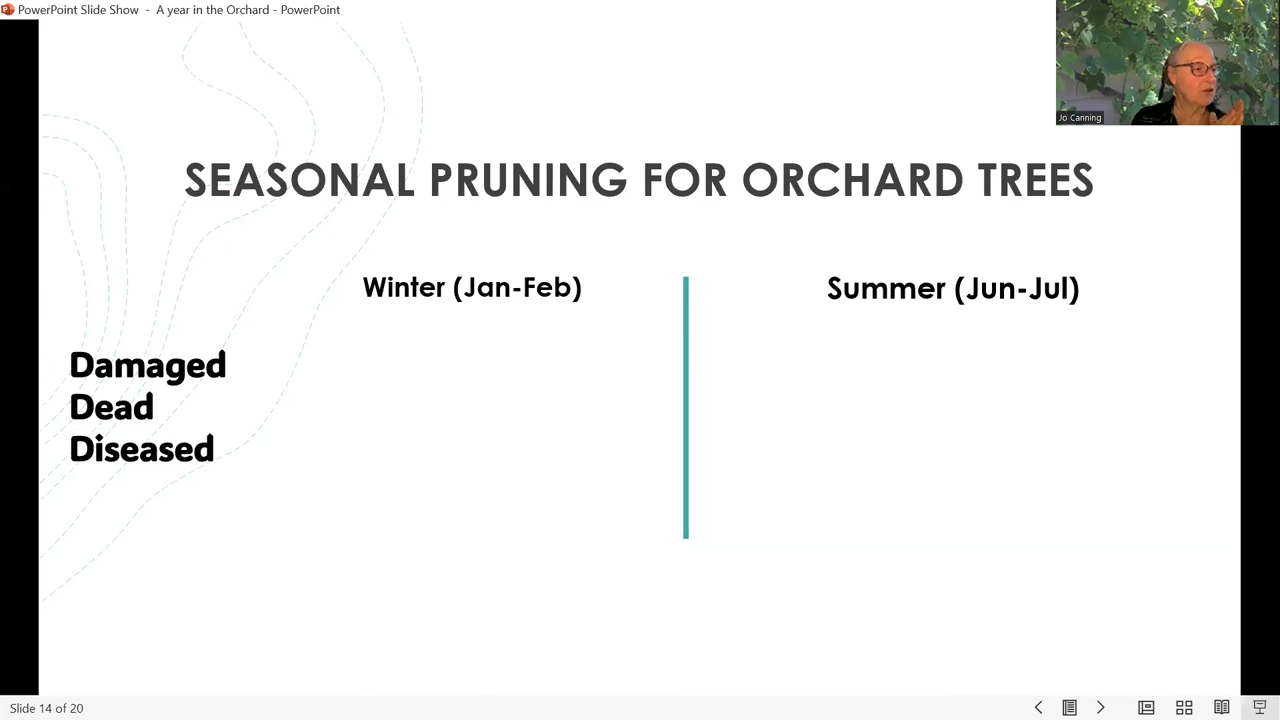 PowerPoint Slide Show - A year in the Orchard - PowerPoint
Jo Canning
SEASONAL PRUNING FOR ORCHARD TREES
Winter (Jan-Feb)
Summer (Jun-Jul)
Damaged
Dead
Diseased
Slide 14 of 20